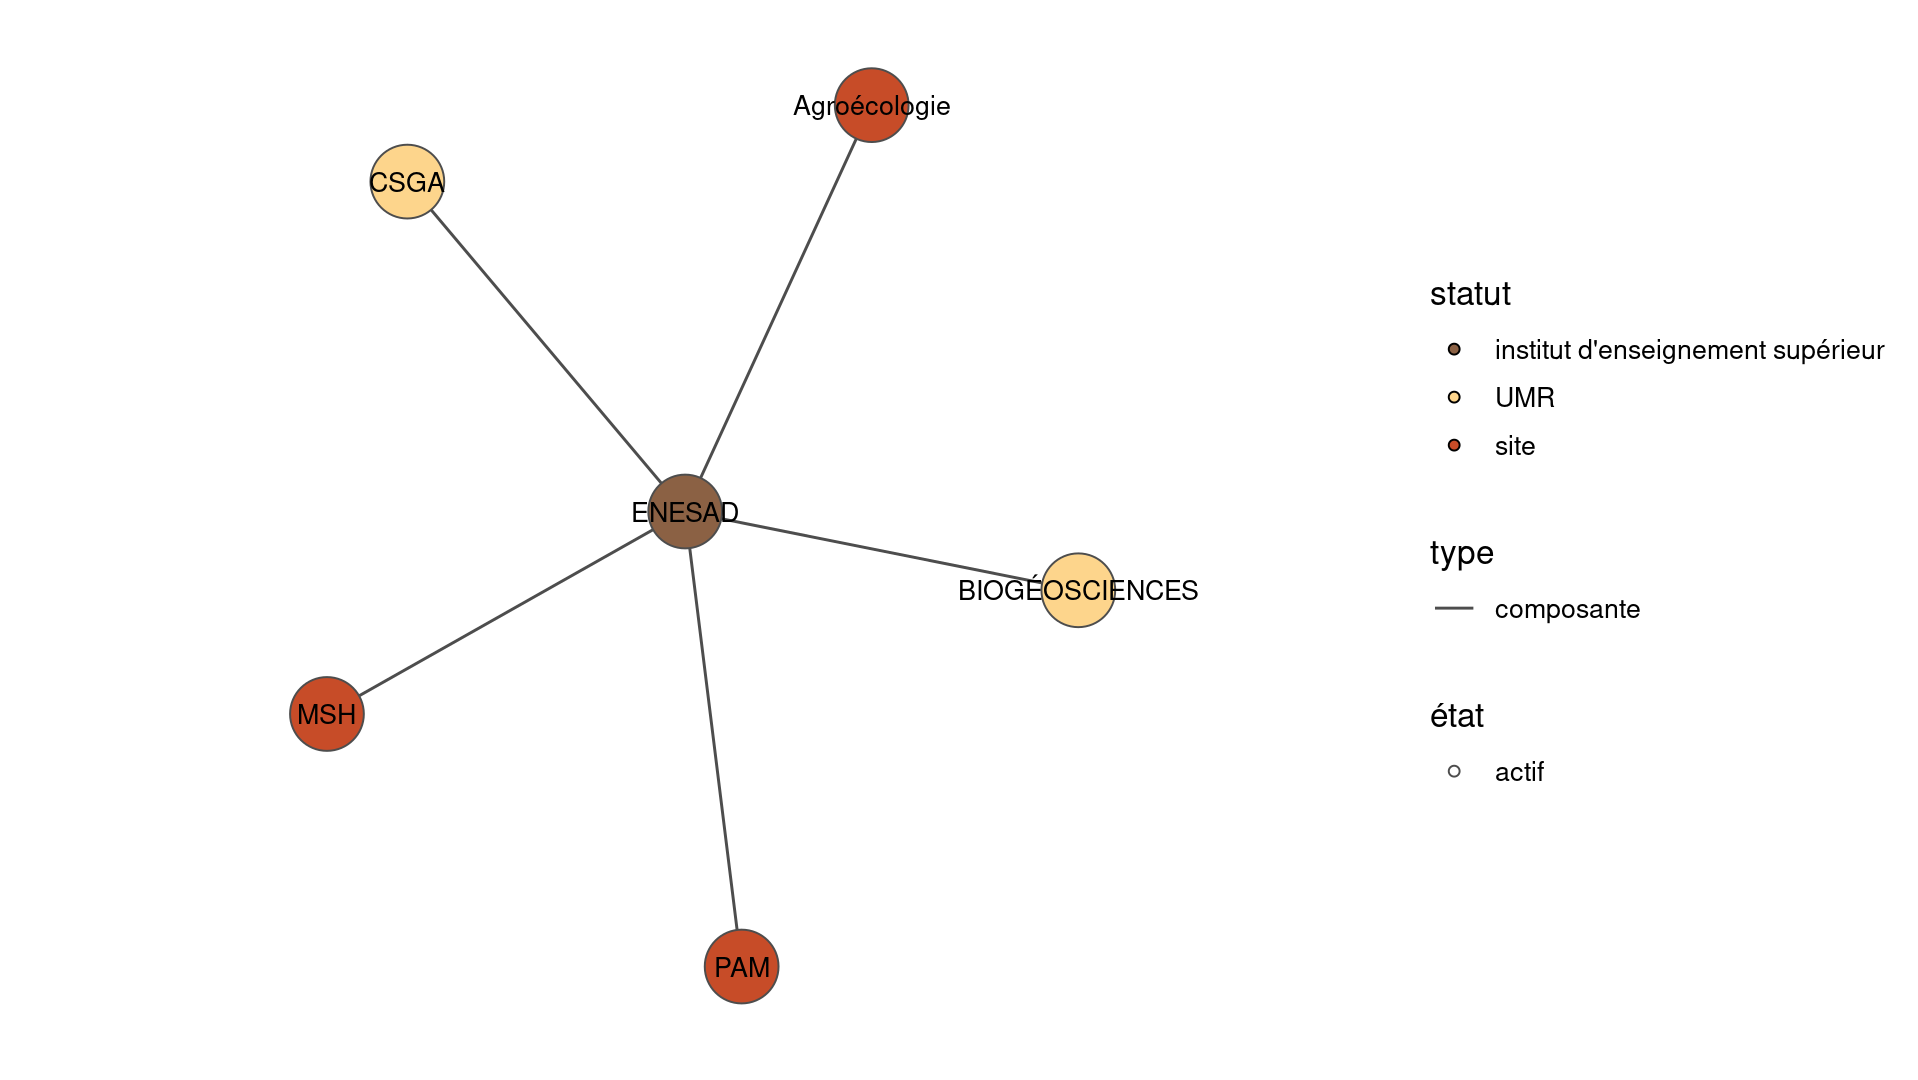 Agroécologie
CSGA
ENESAD
BIOGÉOSCIENCES
MSH
PAM
statut
institut d'enseignement supérieur
UMR
site
type
composante
état
actif